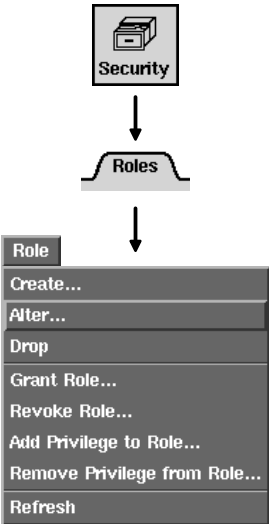 Security
Roles
Role
Create...
Alter...
Drop
Grant Role...
Revoke Role...
Add Privilege to Role...
Remove Privilege from Role...
Refresh